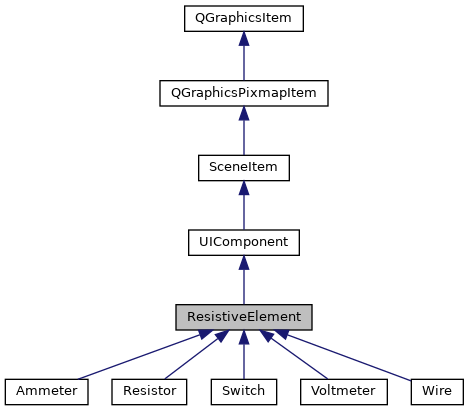 QGraphicsItem
QGraphicsPixmapItem
SceneItem
UIComponent
ResistiveElement
Ammeter Resistor Switch Voltmeter Wire